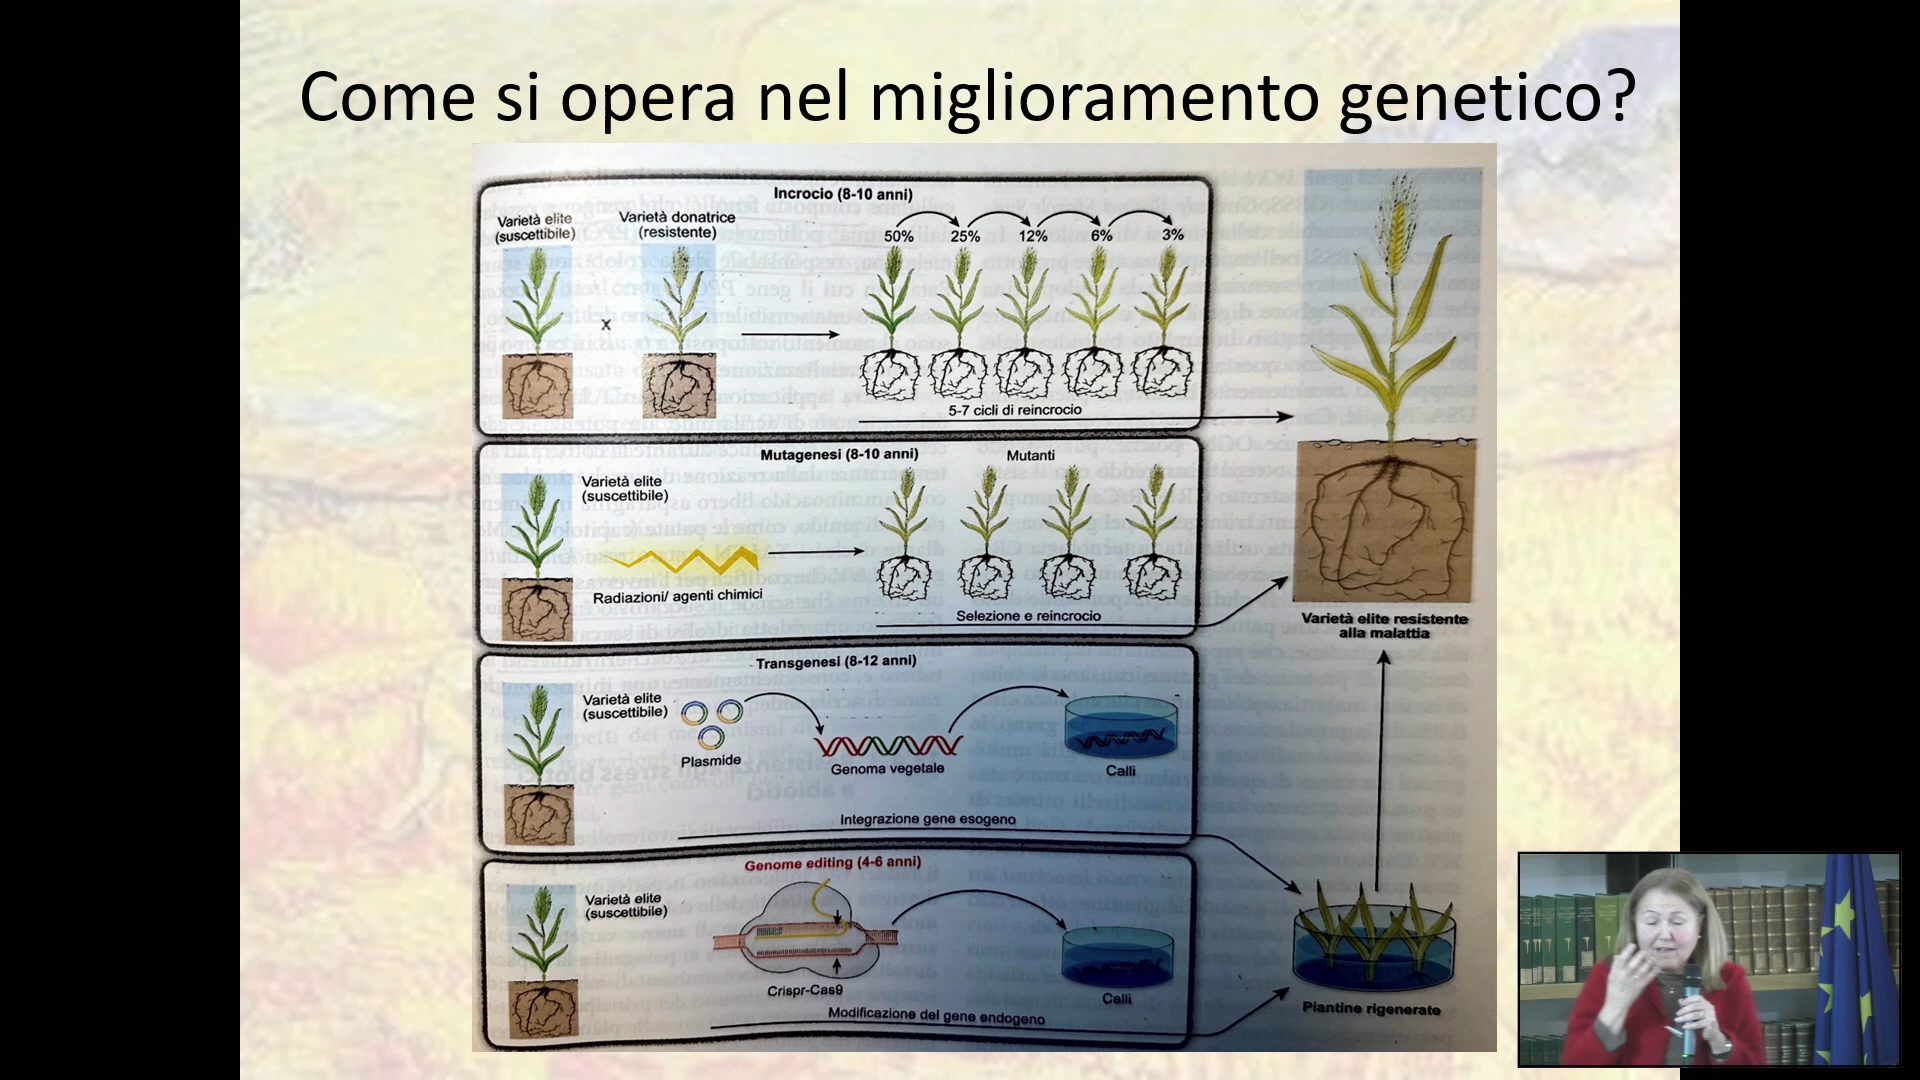 Come si opera nel miglioramento genetico?
Incrocio (8-10 anni)
Varietà elite
(suscettibile)
Varietà donatrice
(resistente)
50%
25%
12%
6%
3%
x
5-7 cicli di reincrocio
Mutagenesi (8-10 anni)
Mutanti
Varietà elite
(suscettibile)
Radiazioni/ agenti chimici
Selezione e reincrocio
Varietà elite resistente
alla malattia
Transgenesi (8-12 anni)
Varietà elite
(suscettibile)
Plasmide
Genoma vegetale
Calli
Integrazione gene esogeno
Genome editing (4-6 anni)
Varietà elite
(suscettibile)
Crispr-Cas9
Calli
Modificazione del gene endogeno
Piantine rigenerate